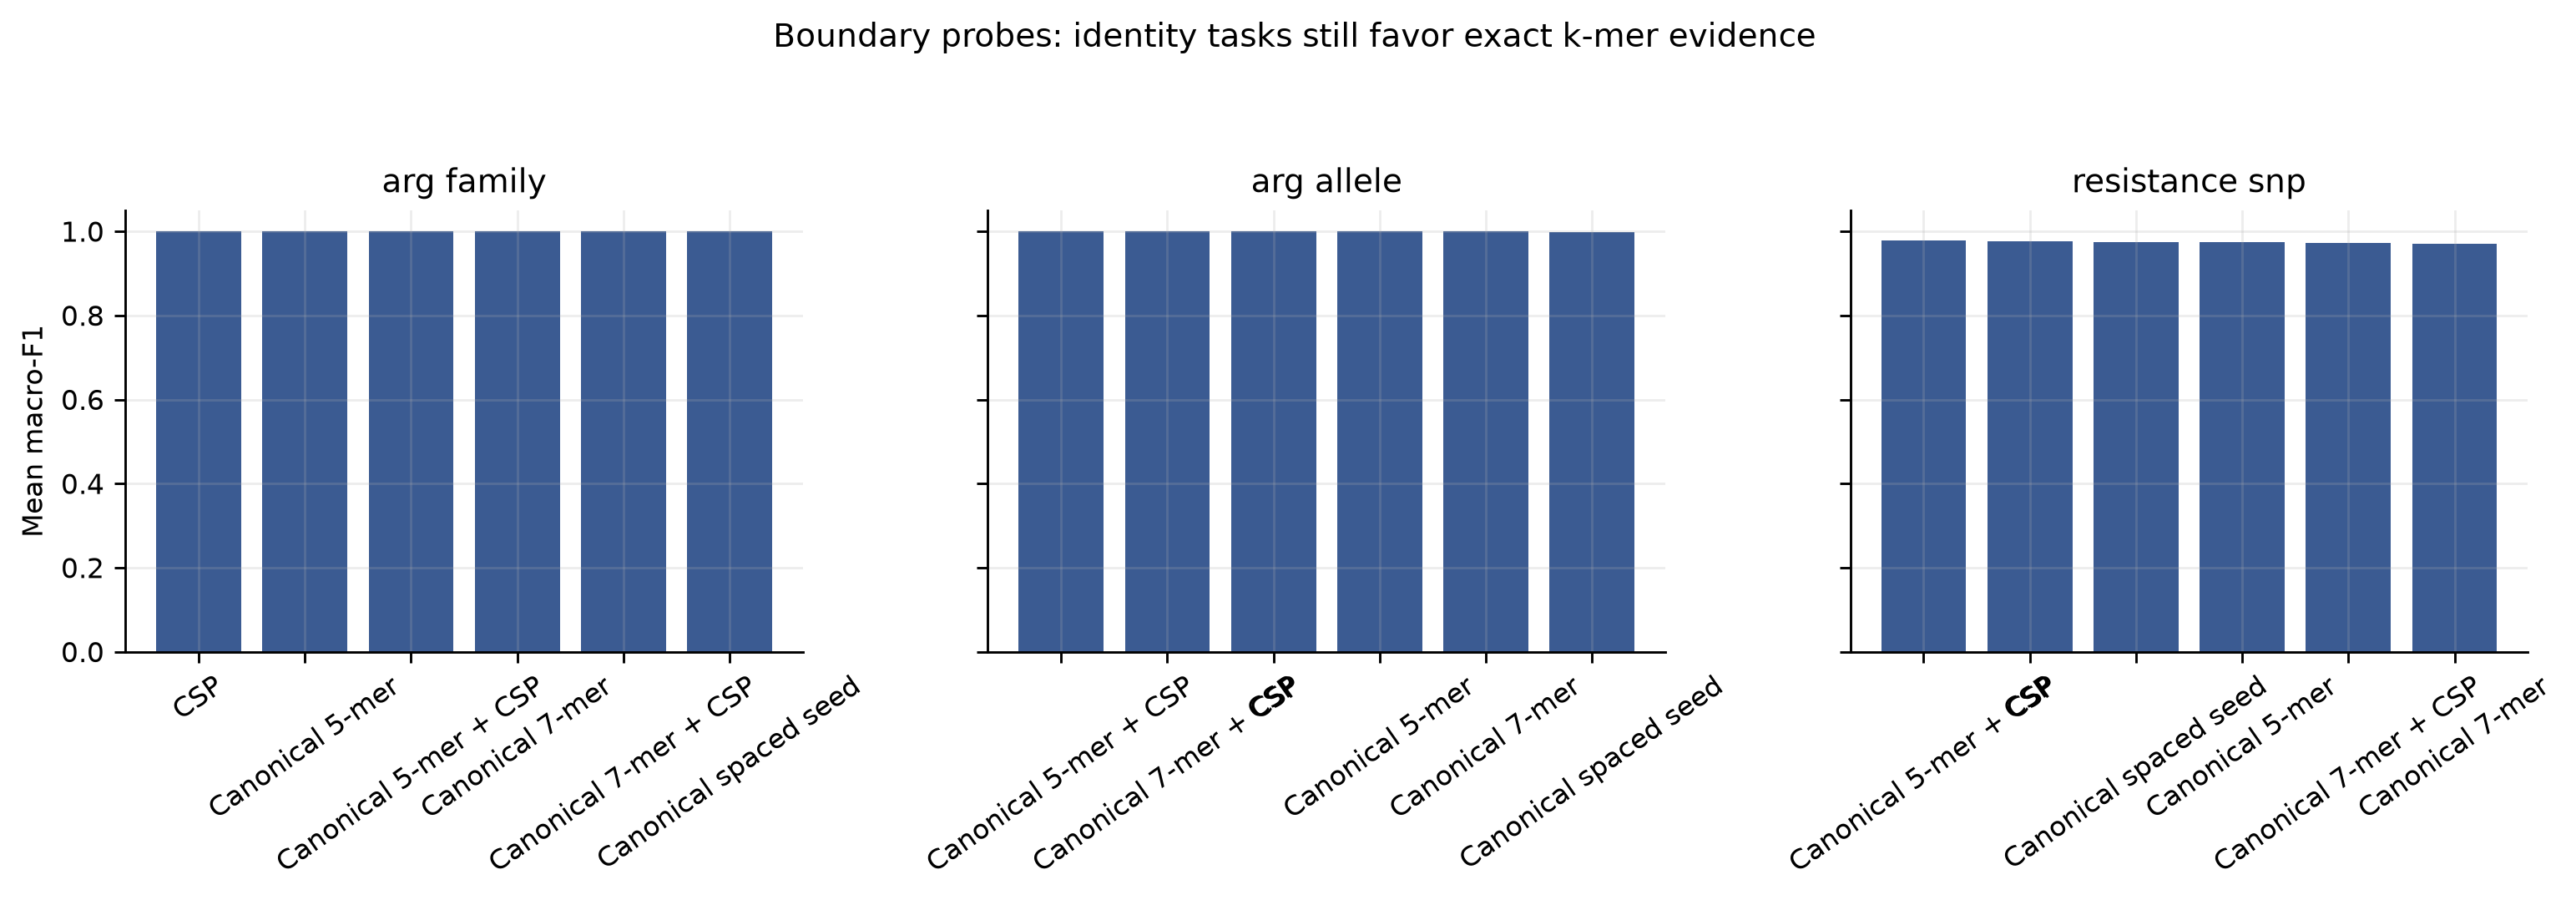 Boundary probes: identity tasks still favor exact k-mer evidence
arg family
arg allele
resistance snp
Mean macro-F1
1.0
0.8
0.6
0.4
0.2
0.0
CSP
Canonical 5-mer
Canonical 5-mer + CSP
Canonical 7-mer
Canonical 7-mer + CSP
Canonical spaced seed
Canonical 5-mer + CSP
Canonical 7-mer + CSP
CSP
Canonical 5-mer
Canonical 7-mer
Canonical spaced seed
Canonical 5-mer + CSP
CSP
Canonical spaced seed
Canonical 5-mer
Canonical 7-mer + CSP
Canonical 7-mer